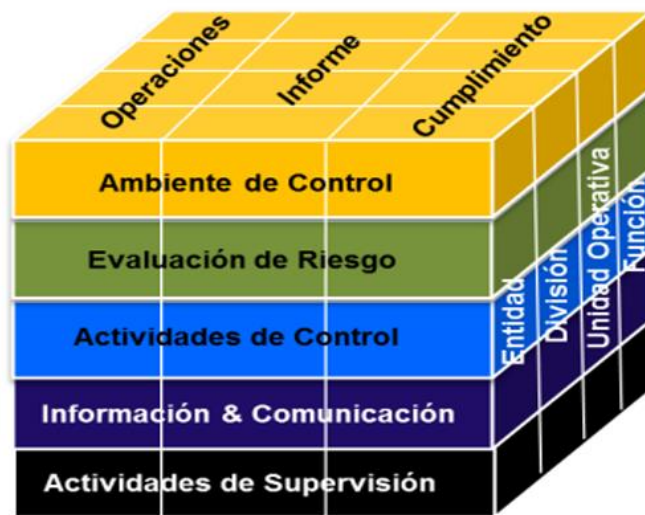 Operaciones
Informe
Cumplimiento
Ambiente de Control
Evaluación de Riesgo
Actividades de Control
Información & Comunicación
Actividades de Supervisión
Entidad
División
Unidad Operativa
Función